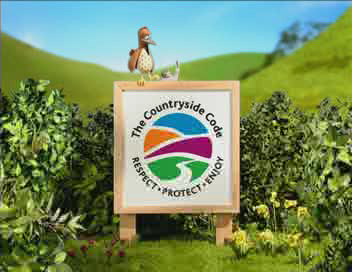 The Countryside Code
RESPECT • PROTECT • ENJOY